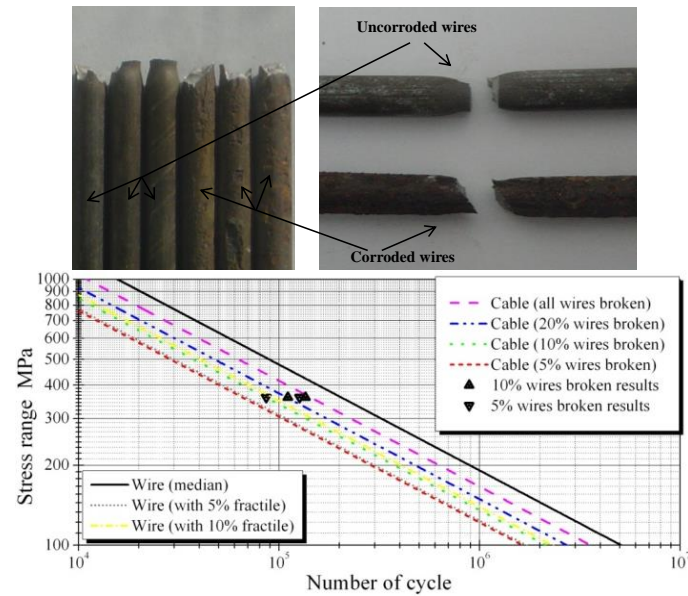 Uncorroded wires
Corroded wires
1000
900
800
700
600
500
400
300
200
100
Stress range MPa
Cable (all wires broken)
Cable (20% wires broken)
Cable (10% wires broken)
Cable (5% wires broken)
10% wires broken results
5% wires broken results
Wire (median)
Wire (with 5% fractile)
Wire (with 10% fractile)
10⁴
10⁵
10⁶
10⁷
Number of cycle